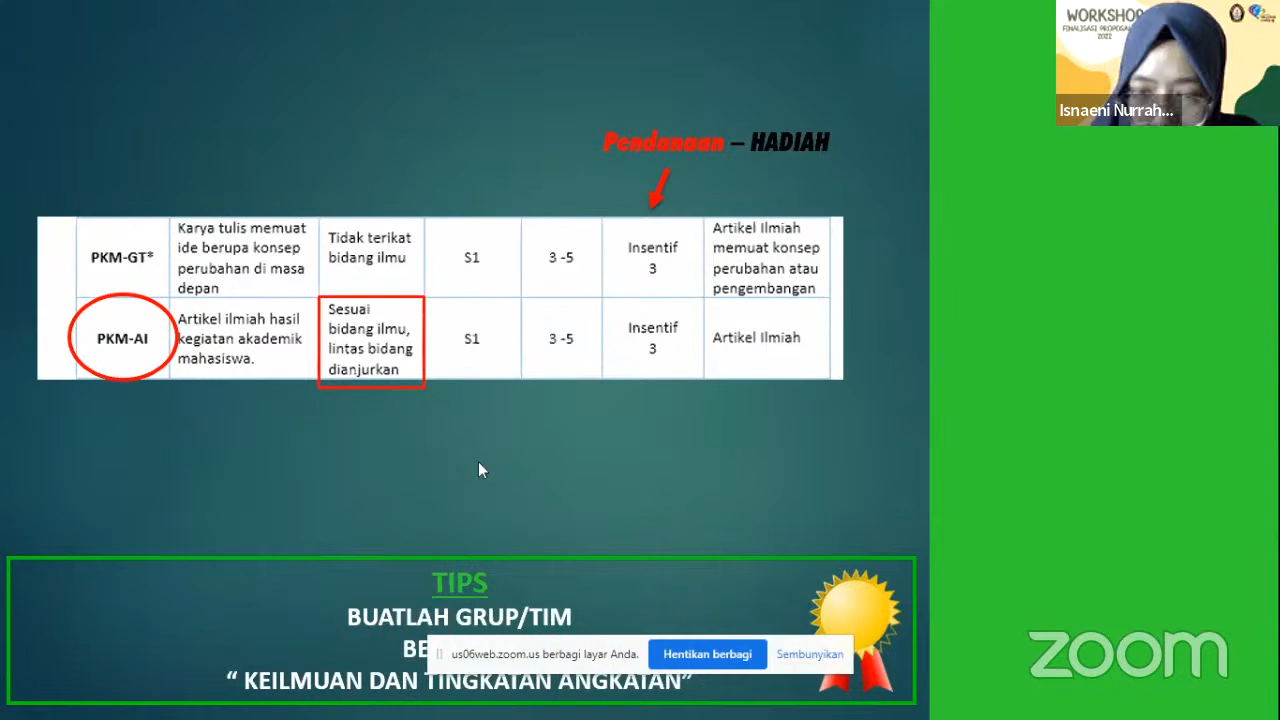 WORKSHOP
FINALISASI PROPOSAL
2022
Isnaeni Nurrah...
Pendanaan – HADIAH
PKM-GT*
Karya tulis memuat
ide berupa konsep
perubahan di masa
depan
Tidak terikat
bidang ilmu
S1
3 -5
Insentif
3
Artikel Ilmiah
memuat konsep
perubahan atau
pengembangan
PKM-AI
Artikel ilmiah hasil
kegiatan akademik
mahasiswa.
Sesuai
bidang ilmu,
lintas bidang
dianjurkan
S1
3 -5
Insentif
3
Artikel Ilmiah
TIPS
BUATLAH GRUP/TIM
us06web.zoom.us berbagi layar Anda.
Hentikan berbagi
Sembunyikan
“ KEILMUAN DAN TINGKATAN ANGKATAN”
zoom